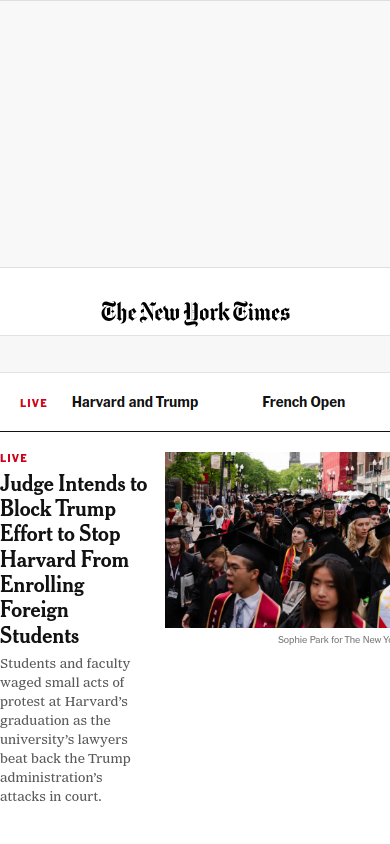 The New York Times
LIVE Harvard and Trump French Open
LIVE
Judge Intends to
Block Trump
Effort to Stop
Harvard From
Enrolling
Foreign
Students
Students and faculty
waged small acts of
protest at Harvard’s
graduation as the
university’s lawyers
beat back the Trump
administration’s
attacks in court.
Sophie Park for The New Yo